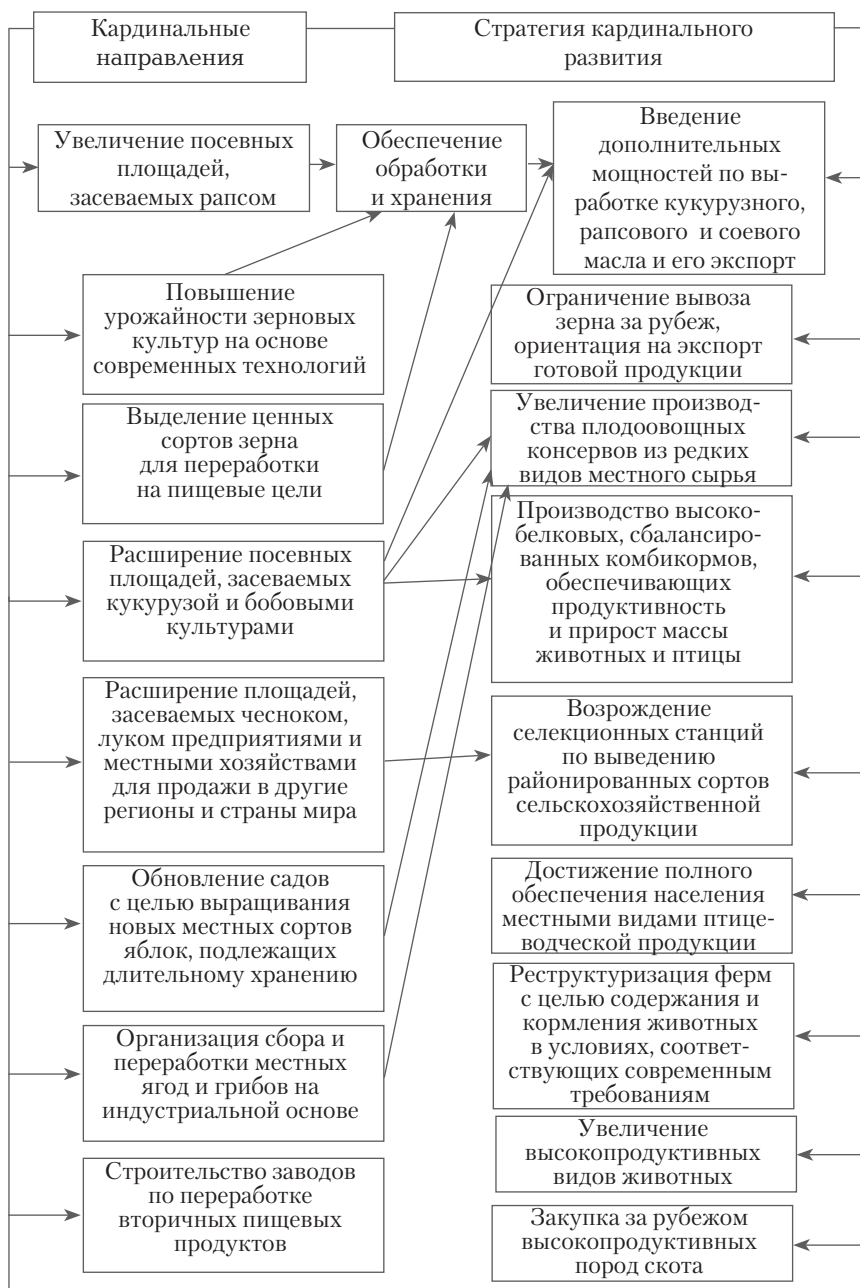 Кардинальные
направления
Стратегия кардинального
развития
Увеличение посевных
площадей,
засеваемых рапсом
Обеспечение
обработки
и хранения
Введение
дополнительных
мощностей по вы-
работке кукурузного,
рапсового и соевого
масла и его экспорт
Повышение
урожайности зерновых
культур на основе
современных технологий
Ограничение вывоза
зерна за рубеж,
ориентация на экспорт
готовой продукции
Выделение ценных
сортов зерна
для переработки
на пищевые цели
Увеличение производ-
ства плодоовощных
консервов из редких
видов местного сырья
Расширение посевных
площадей, засеваемых
кукурузой и бобовыми
культурами
Производство высоко-
белковых, сбалансиро-
ванных комбикормов,
обеспечивающих
продуктивность
и прирост массы
животных и птицы
Расширение площадей,
засеваемых чесноком,
луком предприятиями и
местными хозяйствами
для продажи в другие
регионы и страны мира
Возрождение
селекционных станций
по выведению
районированных сортов
сельскохозяйственной
продукции
Обновление садов
с целью выращивания
новых местных сортов
яблок, подлежащих
длительному хранению
Достижение полного
обеспечения населения
местными видами птице-
водческой продукции
Организация сбора и
переработки местных
ягод и грибов на
индустриальной основе
Реструктуризация ферм
с целью содержания и
кормления животных
в условиях, соответ-
ствующих современным
требованиям
Строительство заводов
по переработке
вторичных пищевых
продуктов
Увеличение
высокопродуктивных
видов животных
Закупка за рубежом
высокопродуктивных
пород скота